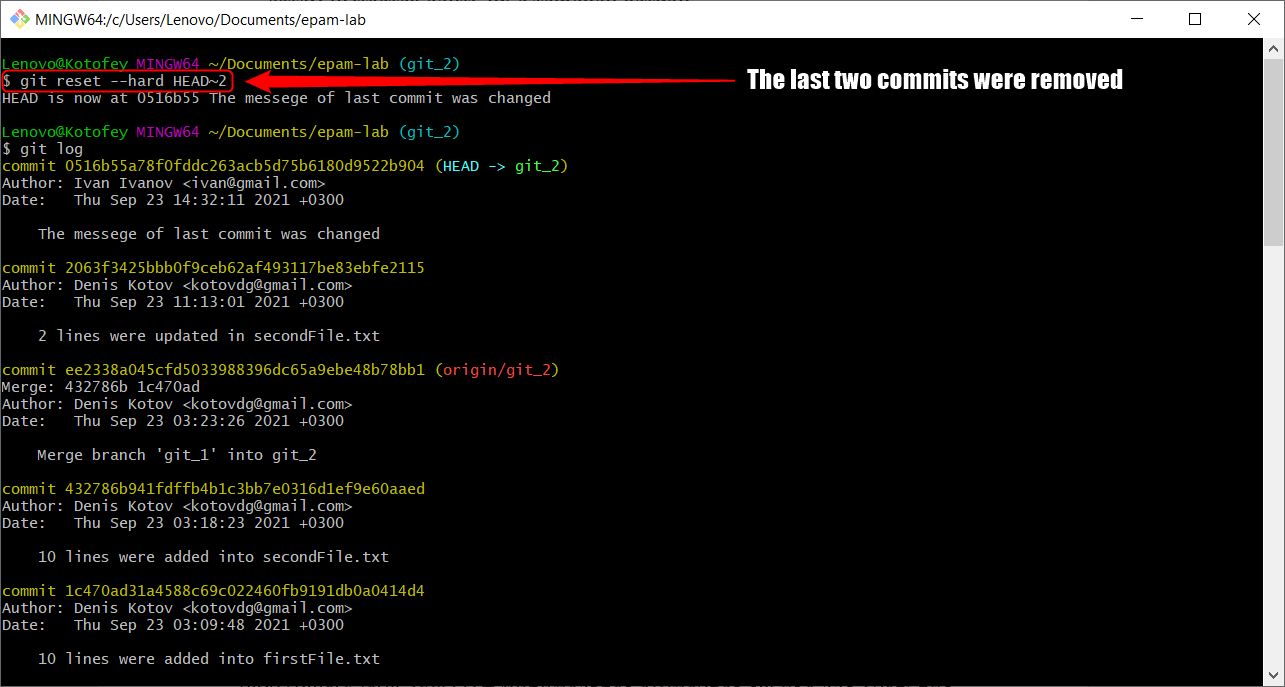 MINGW64:/c/Users/Lenovo/Documents/epam-lab
Lenovo@Kotofey MINGW64 ~/Documents/epam-lab (git_2)
$ git reset --hard HEAD~2
The last two commits were removed
HEAD is now at 0516b55 The messege of last commit was changed
Lenovo@Kotofey MINGW64 ~/Documents/epam-lab (git_2)
$ git log
commit 0516b55a78f0fddc263acb5d75b6180d9522b904 (HEAD -> git_2)
Author: Ivan Ivanov <ivan@gmail.com>
Date:   Thu Sep 23 14:32:11 2021 +0300
The messege of last commit was changed
commit 2063f3425bbb0f9ceb62af493117be83ebfe2115
Author: Denis Kotov <kotovdg@gmail.com>
Date:   Thu Sep 23 11:13:01 2021 +0300
2 lines were updated in secondFile.txt
commit ee2338a045cfd5033988396dc65a9ebe48b78bb1 (origin/git_2)
Merge: 432786b 1c470ad
Author: Denis Kotov <kotovdg@gmail.com>
Date:   Thu Sep 23 03:23:26 2021 +0300
Merge branch 'git_1' into git_2
commit 432786b941fdffb4b1c3bb7e0316d1ef9e60aaed
Author: Denis Kotov <kotovdg@gmail.com>
Date:   Thu Sep 23 03:18:23 2021 +0300
10 lines were added into secondFile.txt
commit 1c470ad31a4588c69c022460fb9191db0a0414d4
Author: Denis Kotov <kotovdg@gmail.com>
Date:   Thu Sep 23 03:09:48 2021 +0300
10 lines were added into firstFile.txt